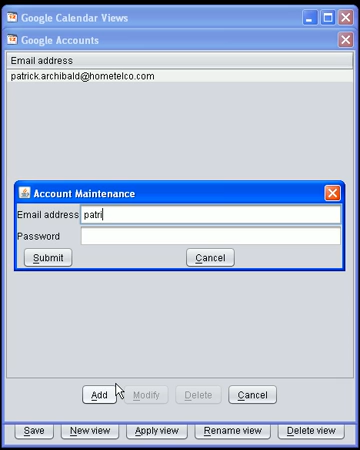 Google Calendar Views
Google Accounts
Email address
patrick.archibald@hometelco.com
Account Maintenance
Email address patri
Password
Submit Cancel
Add Modify Delete Cancel
Save New view Apply view Rename view Delete view